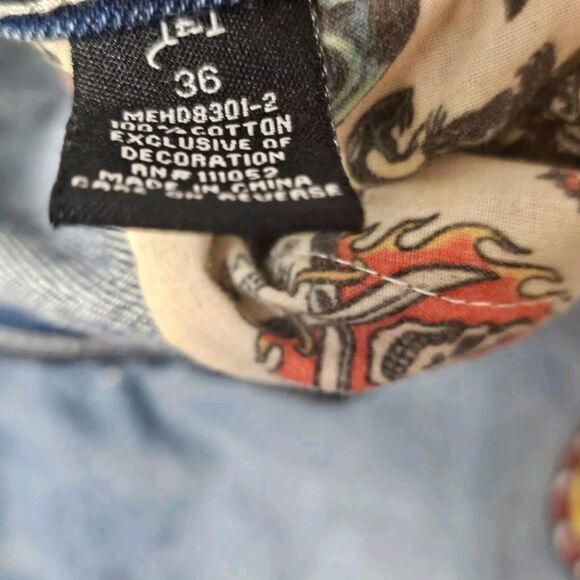 36
MEHD8301-2
100% COTTON
EXCLUSIVE OF
DECORATION
RN# 111052
MADE IN CHINA
CARE ON REVERSE